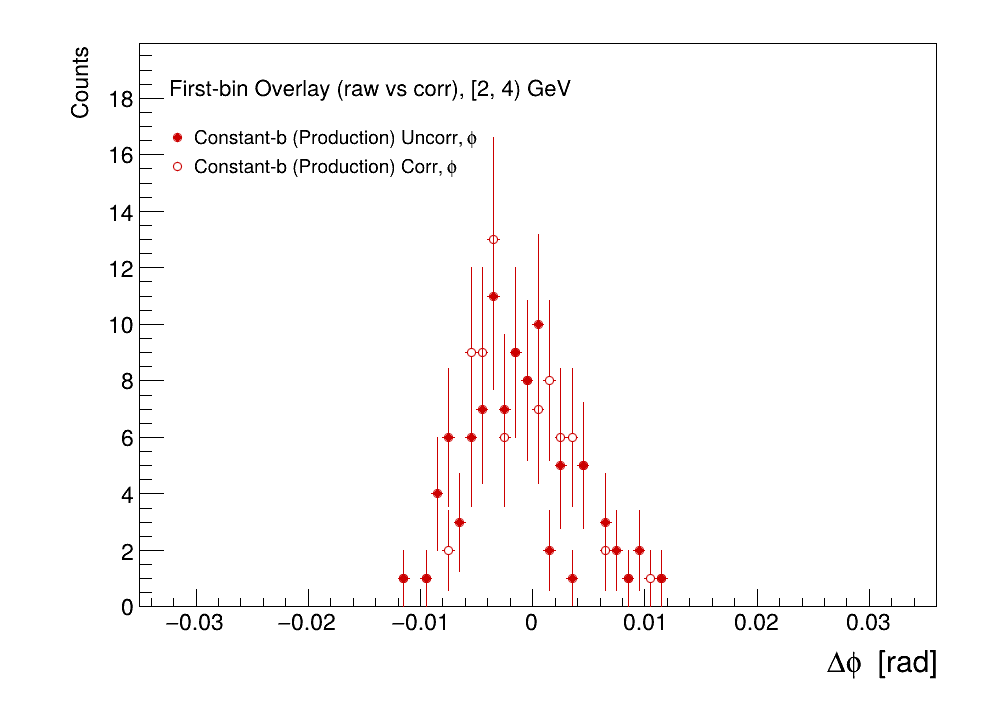 Counts
First-bin Overlay (raw vs corr), [2, 4) GeV
Constant-b (Production) Uncorr, ϕ
Constant-b (Production) Corr, ϕ
18
16
14
12
10
8
6
4
2
0
−0.03 −0.02 −0.01 0 0.01 0.02 0.03
Δϕ [rad]